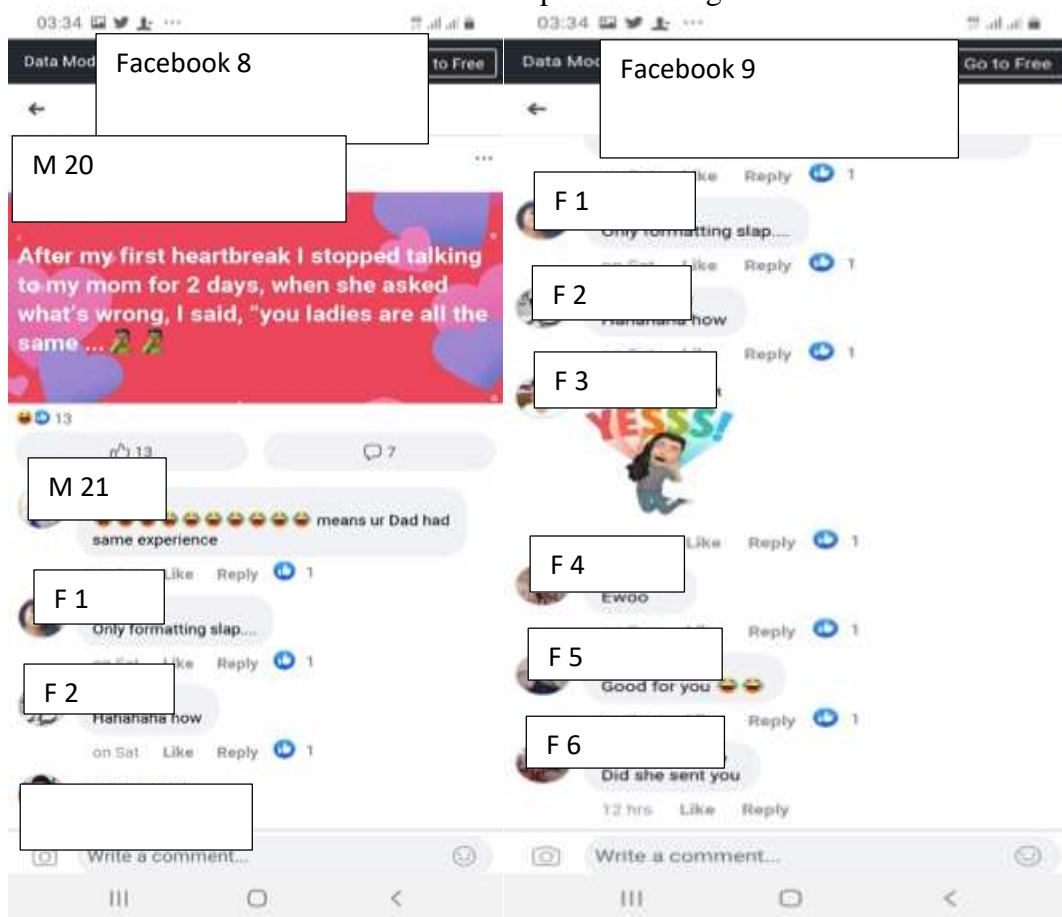 03:34
Data Mod
Facebook 8
to Free
M 20
After my first heartbreak I stopped talking
to my mom for 2 days, when she asked
what's wrong, I said, "you ladies are all the
same ...
13
13
7
M 21
means ur Dad had
same experience
Like Reply 1
F 1
Only formatting slap....
Like Reply 1
F 2
Hahahaha how
on Sat Like Reply 1
Write a comment...
03:34
Facebook 9
Go to Free
Like Reply 1
F 1
Only formatting slap....
Like Reply 1
F 2
Hahahaha how
Reply 1
F 3
YESSS!
Like Reply 1
F 4
Ewoo
Reply 1
F 5
Good for you
Reply 1
F 6
Did she sent you
12 hrs Like Reply
Write a comment...